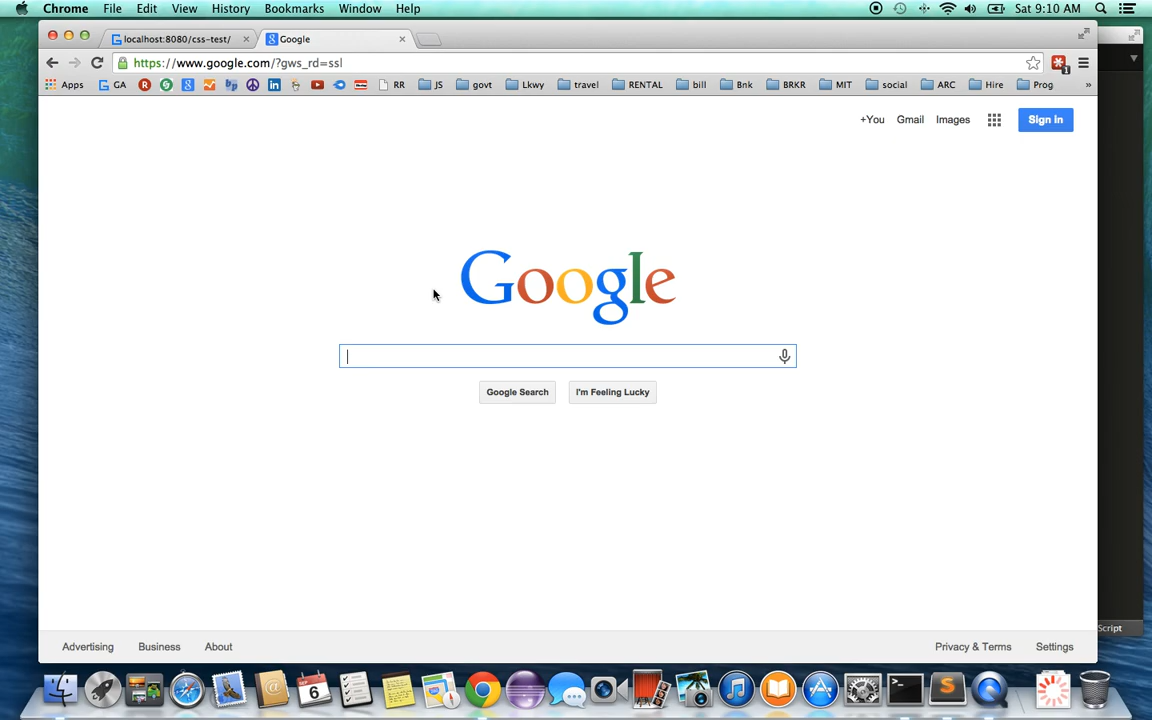 Chrome File Edit View History Bookmarks Window Help Sat 9:10 AM
localhost:8080/css-test/ Google
https://www.google.com/?gws_rd=ssl 1
Apps GA RR JS govt Lkwy travel RENTAL bill Bnk BRKR MIT social ARC Hire Prog »
+You Gmail Images Sign in
Google
Google Search I'm Feeling Lucky
Script
Advertising Business About Privacy & Terms Settings